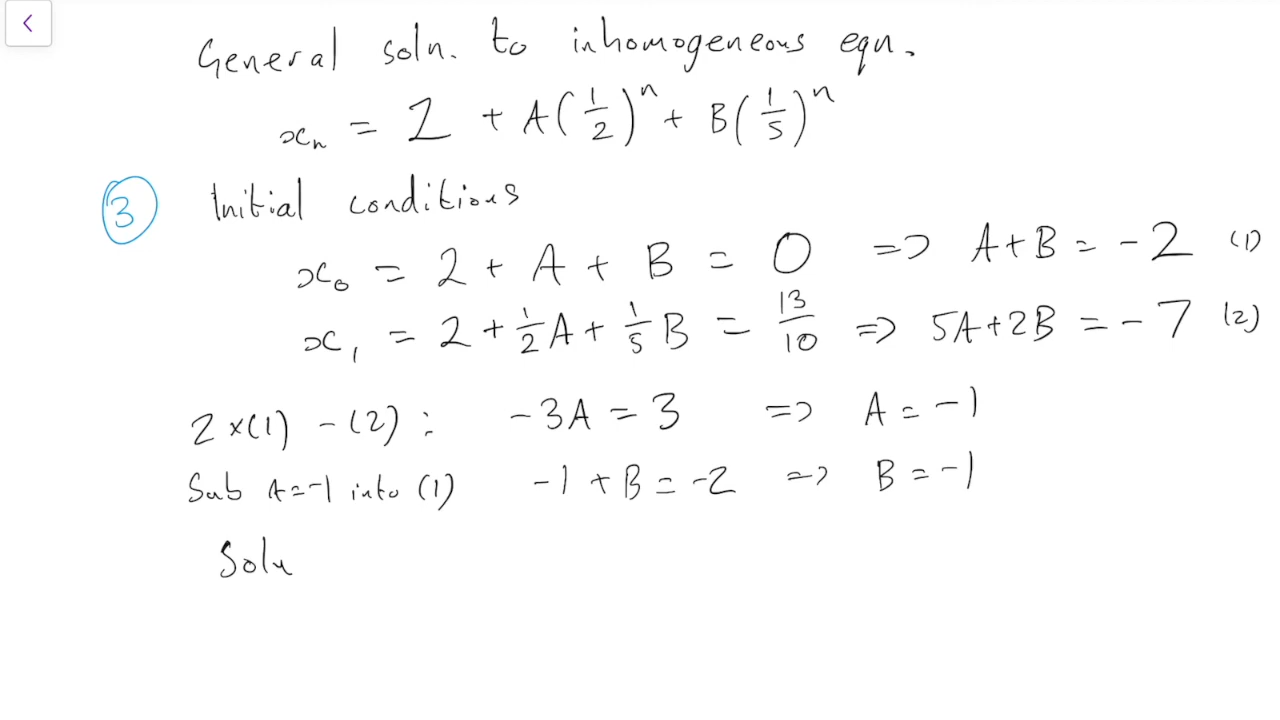 General soln. to inhomogeneous eqn.
xₙ = 2 + A(1/2)ⁿ + B(1/5)ⁿ
3 Initial conditions
x₀ = 2 + A + B = 0 => A+B = -2 (1)
x₁ = 2 + 1/2 A + 1/5 B = 13/10 => 5A+2B = -7 (2)
2×(1) - (2) : -3A = 3 => A = -1
Sub A=-1 into (1) -1 + B = -2 => B = -1
Soln